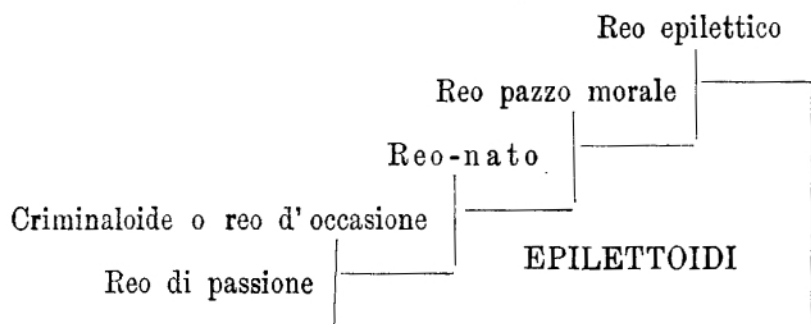 Reo epilettico
Reo pazzo morale
Reo-nato
Criminaloide o reo d'occasione
EPILETTOIDI
Reo di passione